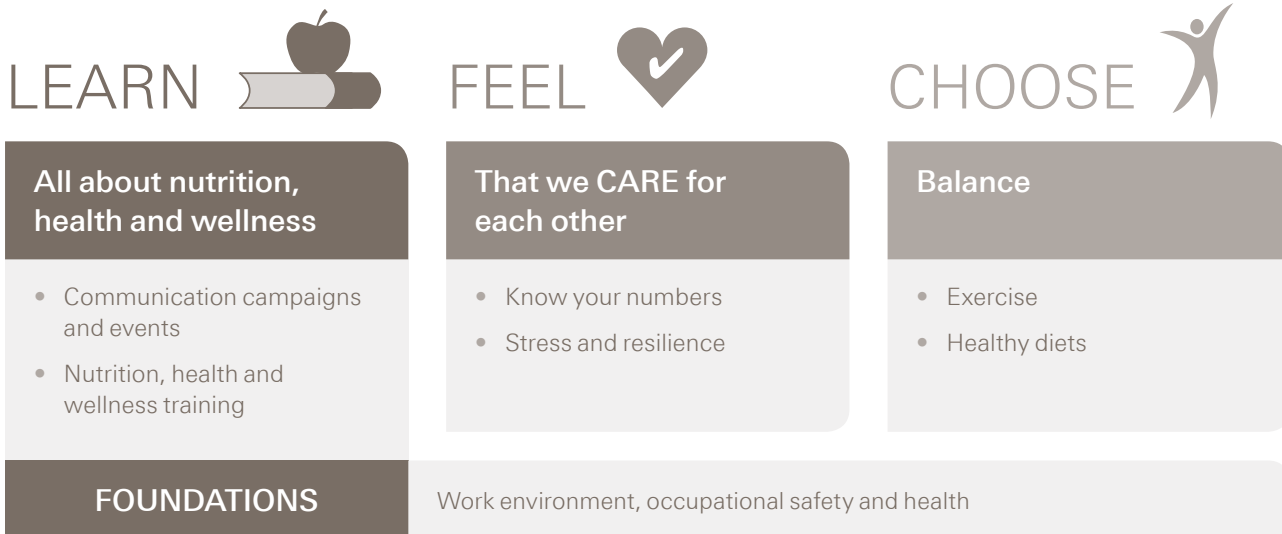 LEARN
All about nutrition,
health and wellness
• Communication campaigns
and events
• Nutrition, health and
wellness training
FEEL
That we CARE for
each other
• Know your numbers
• Stress and resilience
CHOOSE
Balance
• Exercise
• Healthy diets
FOUNDATIONS
Work environment, occupational safety and health